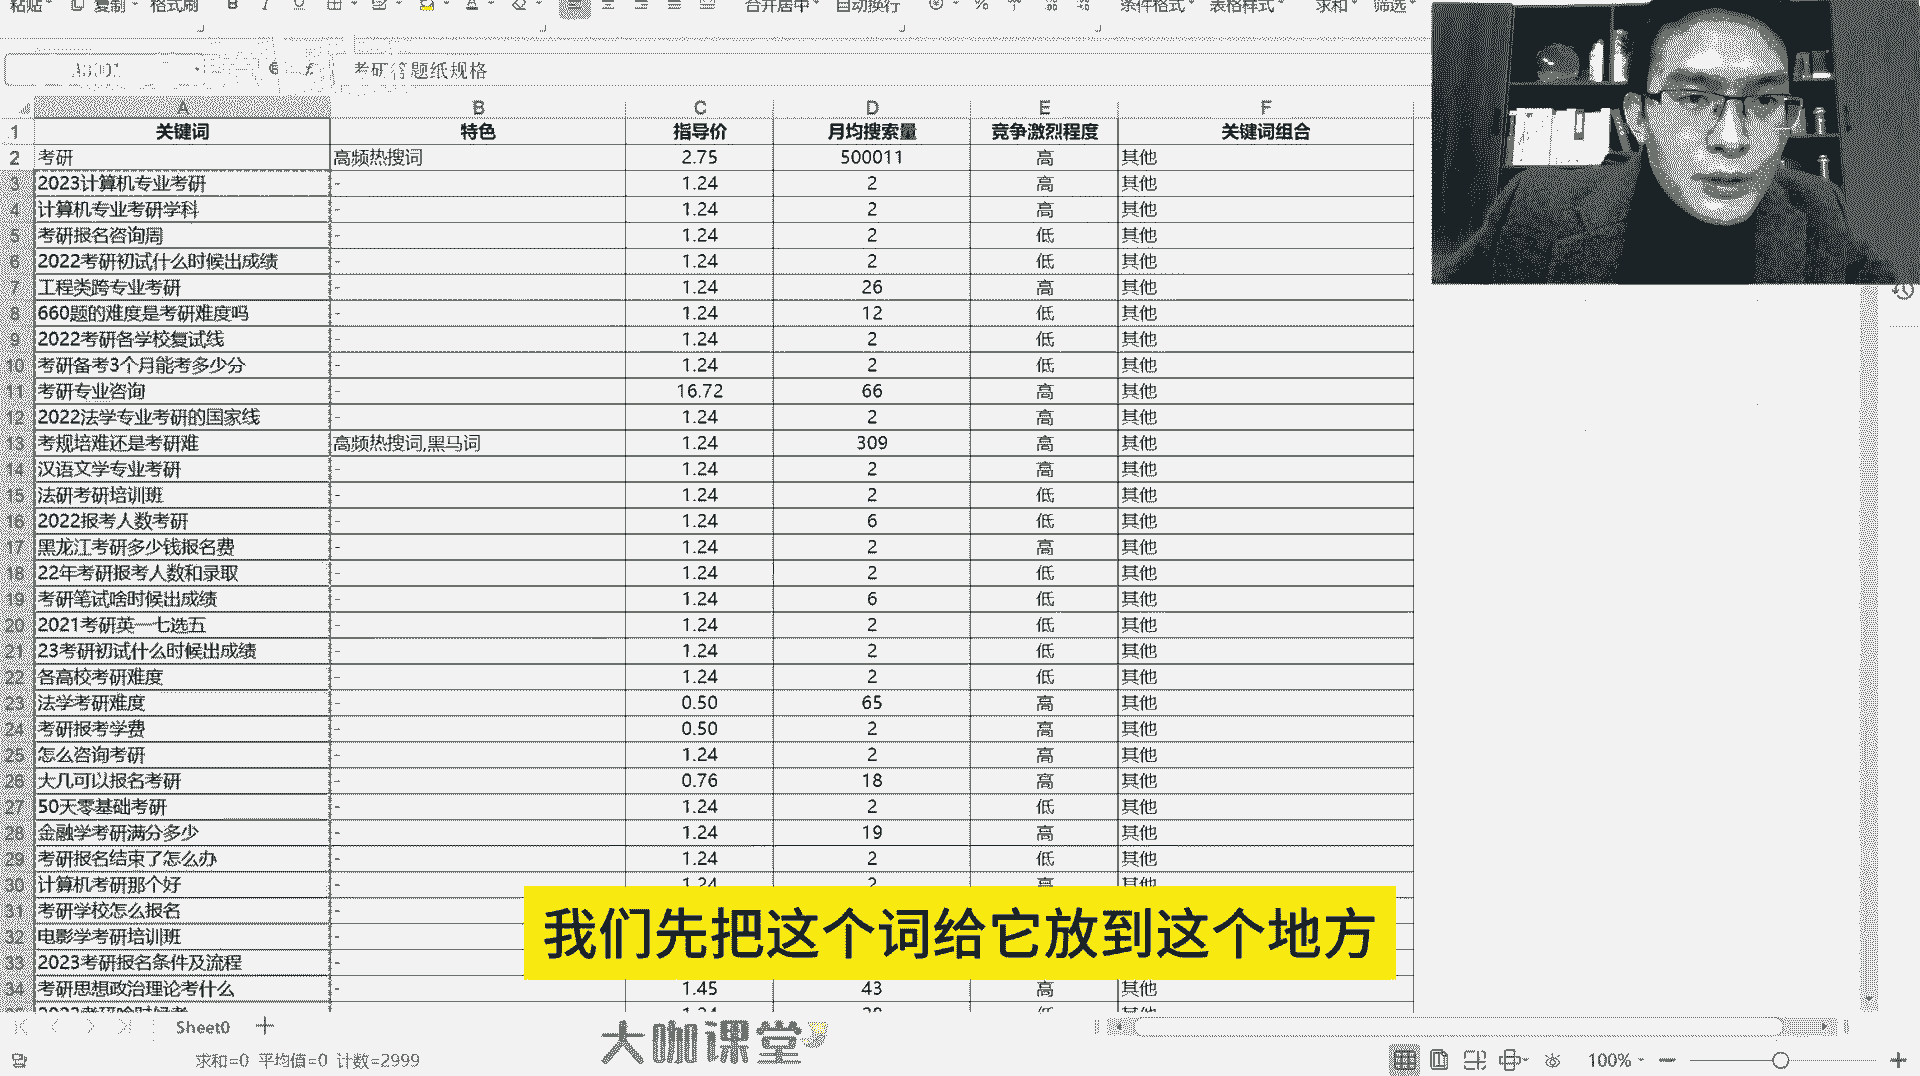 粘贴 复制 格式刷 B I U A 合并居中 自动换行 % 条件格式 表格样式 求和 筛选
fx 考研答题纸规格
A B C D E F
1 关键词 特色 指导价 月均搜索量 竞争激烈程度 关键词组合
2 考研 高频热搜词 2.75 500011 高 其他
3 2023计算机专业考研 - 1.24 2 高 其他
4 计算机专业考研学科 - 1.24 2 高 其他
5 考研报名咨询周 - 1.24 2 低 其他
6 2022考研初试什么时候出成绩 - 1.24 2 低 其他
7 工程类跨专业考研 - 1.24 26 高 其他
8 660题的难度是考研难度吗 - 1.24 12 低 其他
9 2022考研各学校复试线 - 1.24 2 低 其他
10 考研备考3个月能考多少分 - 1.24 2 低 其他
11 考研专业咨询 - 16.72 66 高 其他
12 2022法学专业考研的国家线 - 1.24 2 高 其他
13 考规培难还是考研难 高频热搜词,黑马词 1.24 309 高 其他
14 汉语文学专业考研 - 1.24 2 高 其他
15 法研考研培训班 - 1.24 2 低 其他
16 2022报考人数考研 - 1.24 6 低 其他
17 黑龙江考研多少钱报名费 - 1.24 2 高 其他
18 22年考研报考人数和录取 - 1.24 2 低 其他
19 考研笔试啥时候出成绩 - 1.24 6 低 其他
20 2021考研英一七选五 - 1.24 2 低 其他
21 23考研初试什么时候出成绩 - 1.24 2 低 其他
22 各高校考研难度 - 1.24 2 低 其他
23 法学考研难度 - 0.50 65 高 其他
24 考研报考学费 - 0.50 2 高 其他
25 怎么咨询考研 - 1.24 2 高 其他
26 大几可以报名考研 - 0.76 18 高 其他
27 50天零基础考研 - 1.24 2 低 其他
28 金融学考研满分多少 - 1.24 19 高 其他
29 考研报名结束了怎么办 - 1.24 2 低 其他
30 计算机考研那个好 - 1.24 2 高 其他
31 考研学校怎么报名 -
32 电影学考研培训班 -
33 2023考研报名条件及流程 -
我们先把这个词给它放到这个地方
34 考研思想政治理论考什么 - 1.45 43 高 其他
Sheet0 +
大咖课堂
求和=0 平均值=0 计数=2999 100% - +